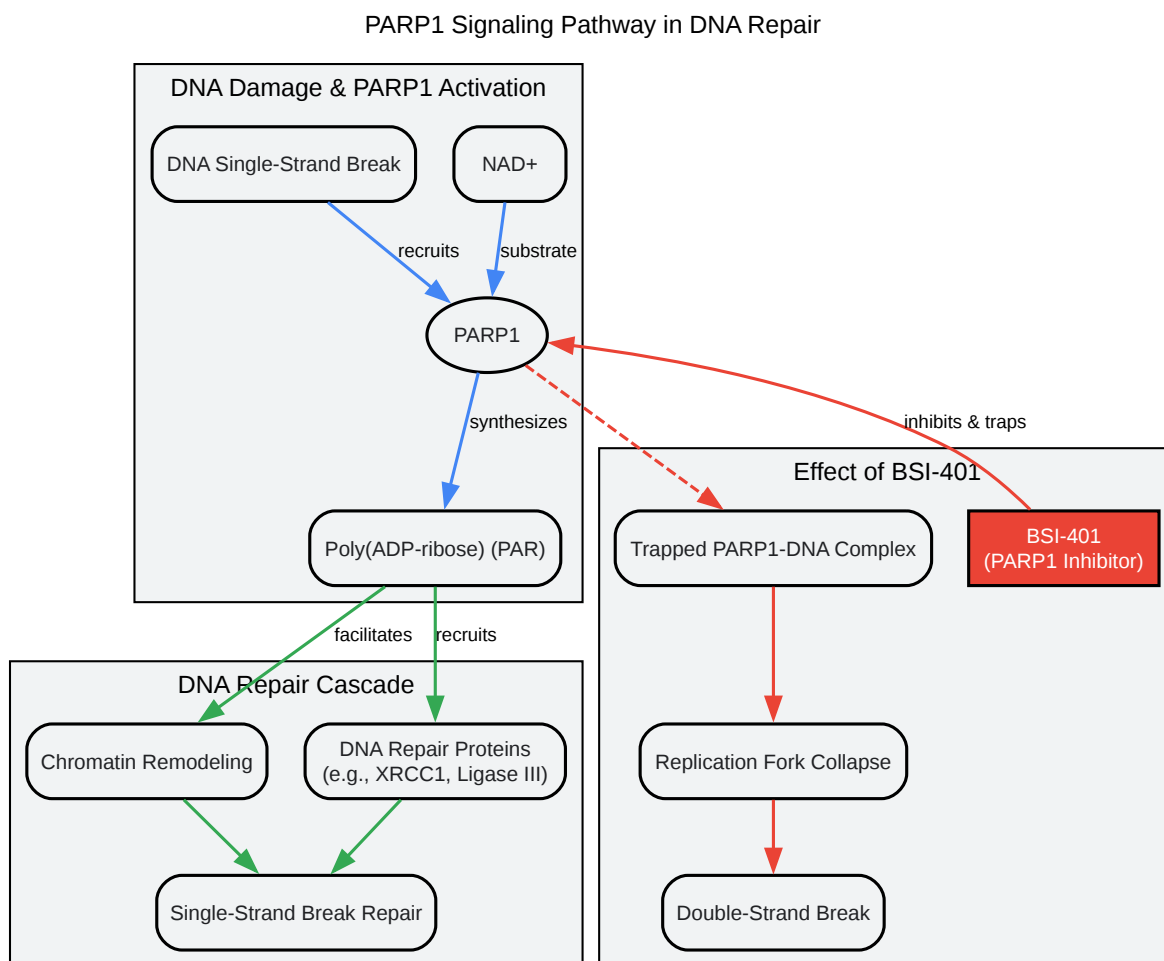 PARP1 Signaling Pathway in DNA Repair
DNA Damage & PARP1 Activation
DNA Single-Strand Break
NAD+
recruits
substrate
PARP1
synthesizes
inhibits & traps
Poly(ADP-ribose) (PAR)
Effect of BSI-401
Trapped PARP1-DNA Complex
BSI-401
(PARP1 Inhibitor)
facilitates
recruits
DNA Repair Cascade
Chromatin Remodeling
DNA Repair Proteins
(e.g., XRCC1, Ligase III)
Replication Fork Collapse
Single-Strand Break Repair
Double-Strand Break